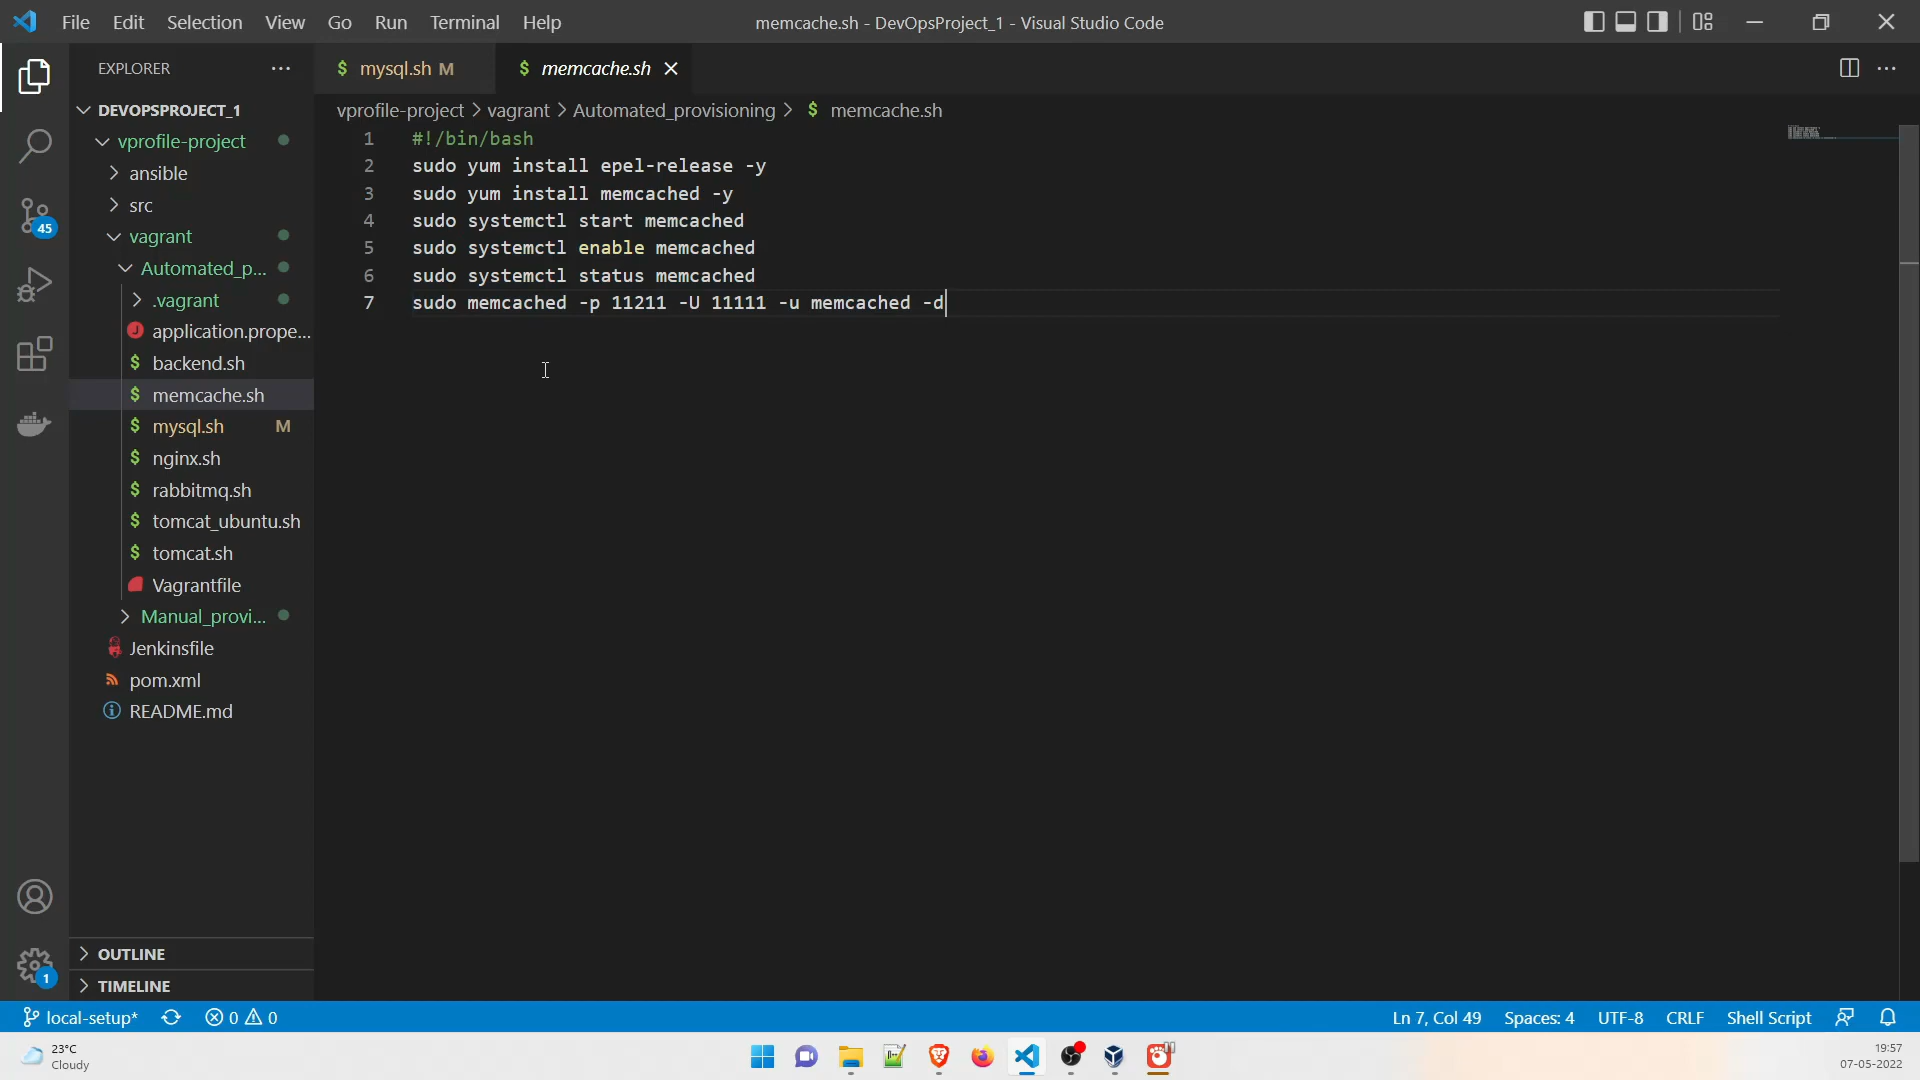 File Edit Selection View Go Run Terminal Help
memcache.sh - DevOpsProject_1 - Visual Studio Code
EXPLORER
mysql.sh M
memcache.sh
DEVOPSPROJECT_1
vprofile-project > vagrant > Automated_provisioning > $ memcache.sh
vprofile-project
ansible
src
vagrant
Automated_p...
.vagrant
application.prope...
backend.sh
memcache.sh
mysql.sh M
nginx.sh
rabbitmq.sh
tomcat_ubuntu.sh
tomcat.sh
Vagrantfile
Manual_provi...
Jenkinsfile
pom.xml
README.md
1 #!/bin/bash
2 sudo yum install epel-release -y
3 sudo yum install memcached -y
4 sudo systemctl start memcached
5 sudo systemctl enable memcached
6 sudo systemctl status memcached
7 sudo memcached -p 11211 -U 11111 -u memcached -d
45
1
OUTLINE
TIMELINE
local-setup* 0 0
Ln 7, Col 49 Spaces: 4 UTF-8 CRLF Shell Script
23°C
Cloudy
19:57
07-05-2022